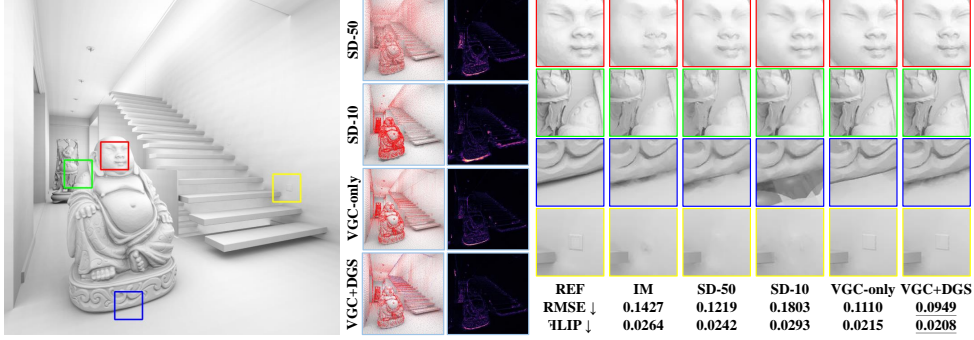 SD-50
SD-10
VGC-only
VGC+DGS
REF IM SD-50 SD-10 VGC-only VGC+DGS
RMSE ↓ 0.1427 0.1219 0.1803 0.1110 0.0949
ꟻLIP ↓ 0.0264 0.0242 0.0293 0.0215 0.0208